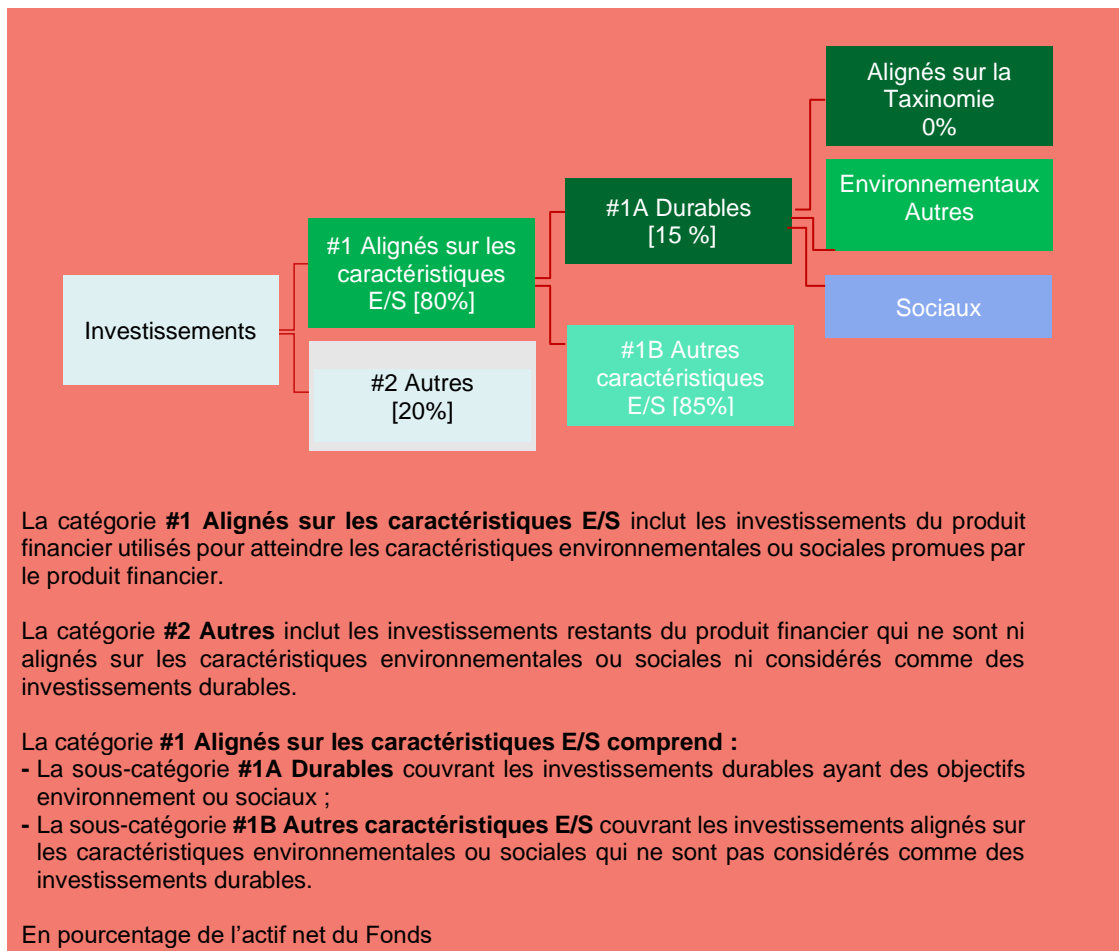 Alignés sur la
Taxinomie
0%
Environnementaux
Autres
#1A Durables
[15 %]
#1 Alignés sur les
caractéristiques
E/S [80%]
Sociaux
Investissements
#1B Autres
caractéristiques
E/S [85%]
#2 Autres
[20%]
La catégorie #1 Alignés sur les caractéristiques E/S inclut les investissements du produit
financier utilisés pour atteindre les caractéristiques environnementales ou sociales promues par
le produit financier.
La catégorie #2 Autres inclut les investissements restants du produit financier qui ne sont ni
alignés sur les caractéristiques environnementales ou sociales ni considérés comme des
investissements durables.
La catégorie #1 Alignés sur les caractéristiques E/S comprend :
- La sous-catégorie #1A Durables couvrant les investissements durables ayant des objectifs
environnement ou sociaux ;
- La sous-catégorie #1B Autres caractéristiques E/S couvrant les investissements alignés sur
les caractéristiques environnementales ou sociales qui ne sont pas considérés comme des
investissements durables.
En pourcentage de l'actif net du Fonds